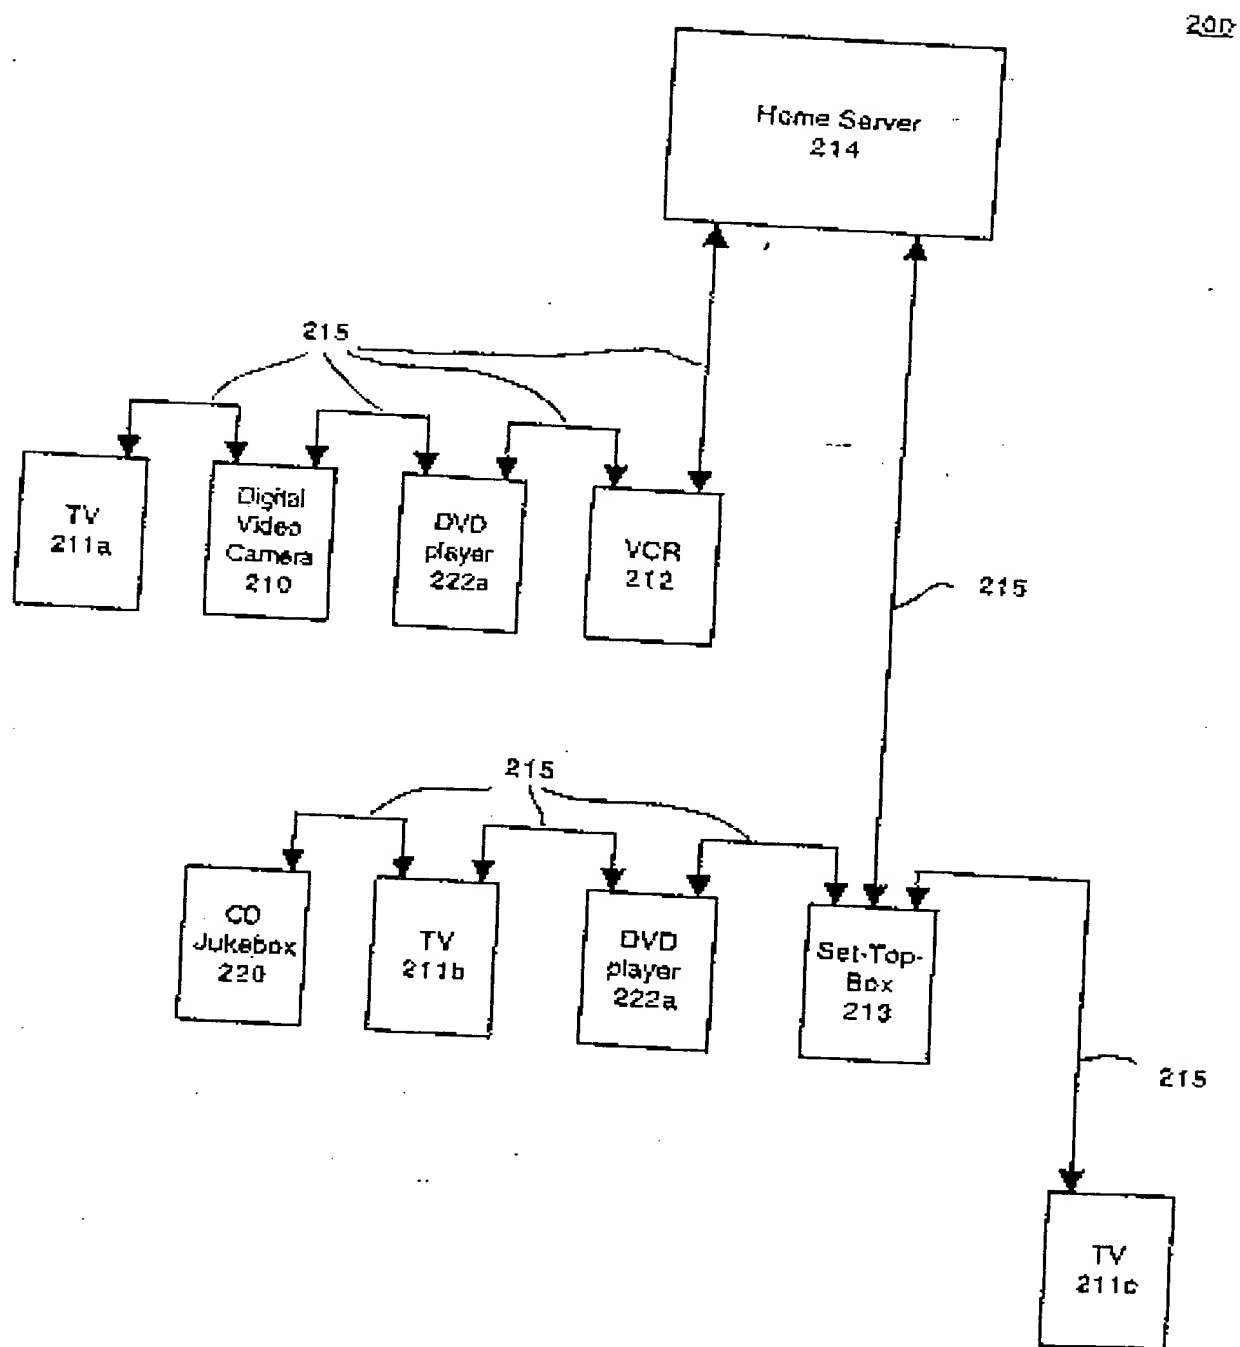 200
Home Server
214
215
TV
211a
Digital
Video
Camera
210
DVD
player
222a
VCR
212
215
215
CD
Jukebox
220
TV
211b
DVD
player
222a
Set-Top-
Box
213
215
TV
211c